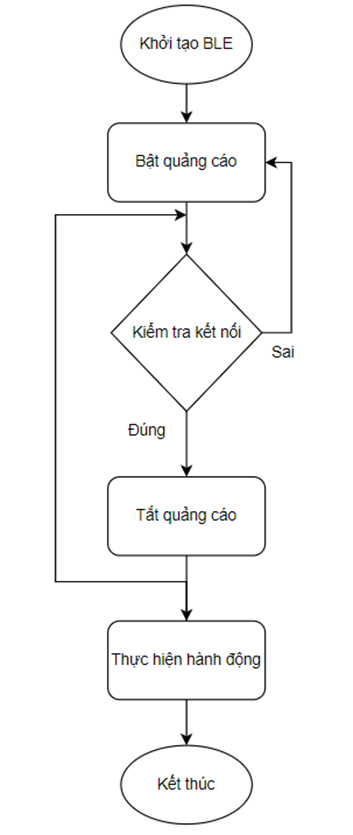 Khởi tạo BLE
Bật quảng cáo
Kiểm tra kết nối
Sai
Đúng
Tắt quảng cáo
Thực hiện hành động
Kết thúc